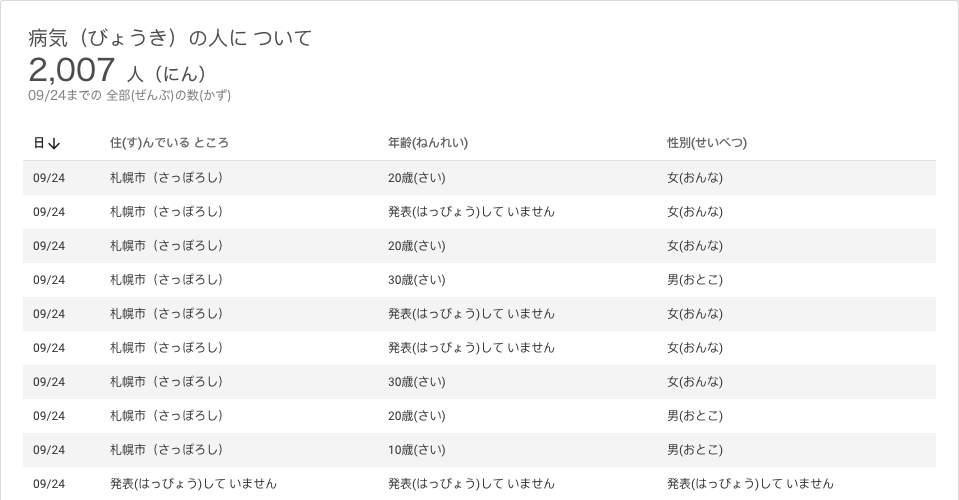 病気（びょうき）の人に ついて
2,007 人（にん）
09/24までの 全部(ぜんぶ)の数(かず)
日↓ 住(す)んでいる ところ 年齢(ねんれい) 性別(せいべつ)
09/24 札幌市（さっぽろし） 20歳(さい) 女(おんな)
09/24 札幌市（さっぽろし） 発表(はっぴょう)して いません 女(おんな)
09/24 札幌市（さっぽろし） 20歳(さい) 女(おんな)
09/24 札幌市（さっぽろし） 30歳(さい) 男(おとこ)
09/24 札幌市（さっぽろし） 発表(はっぴょう)して いません 女(おんな)
09/24 札幌市（さっぽろし） 発表(はっぴょう)して いません 女(おんな)
09/24 札幌市（さっぽろし） 30歳(さい) 女(おんな)
09/24 札幌市（さっぽろし） 20歳(さい) 男(おとこ)
09/24 札幌市（さっぽろし） 10歳(さい) 男(おとこ)
09/24 発表(はっぴょう)して いません 発表(はっぴょう)して いません 発表(はっぴょう)して いません